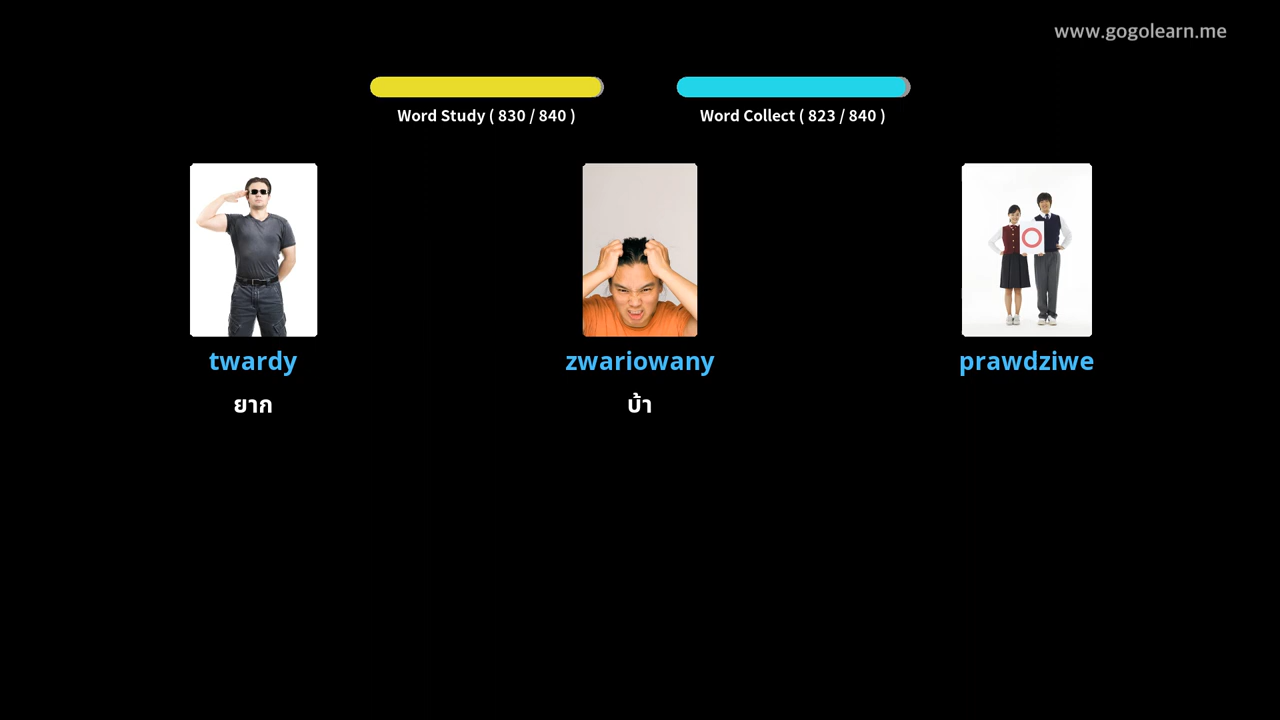 www.gogolearn.me
Word Study ( 830 / 840 )
Word Collect ( 823 / 840 )
twardy
zwariowany
prawdziwe
ยาก
บ้า